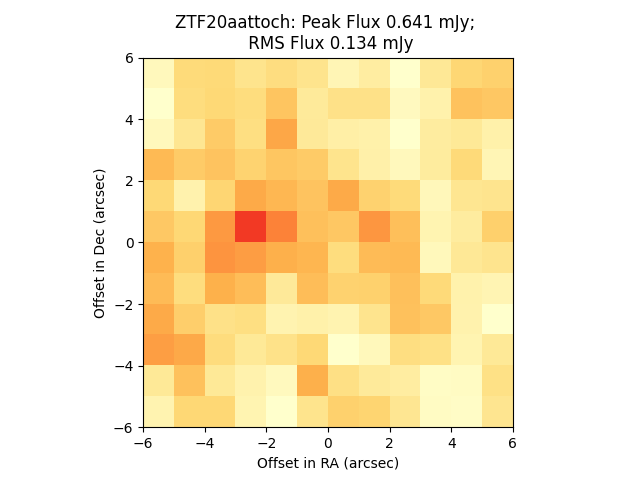 ZTF20aattoch: Peak Flux 0.641 mJy;
RMS Flux 0.134 mJy
6
4
2
0
−2
−4
−6
Offset in Dec (arcsec)
−6 −4 −2 0 2 4 6
Offset in RA (arcsec)